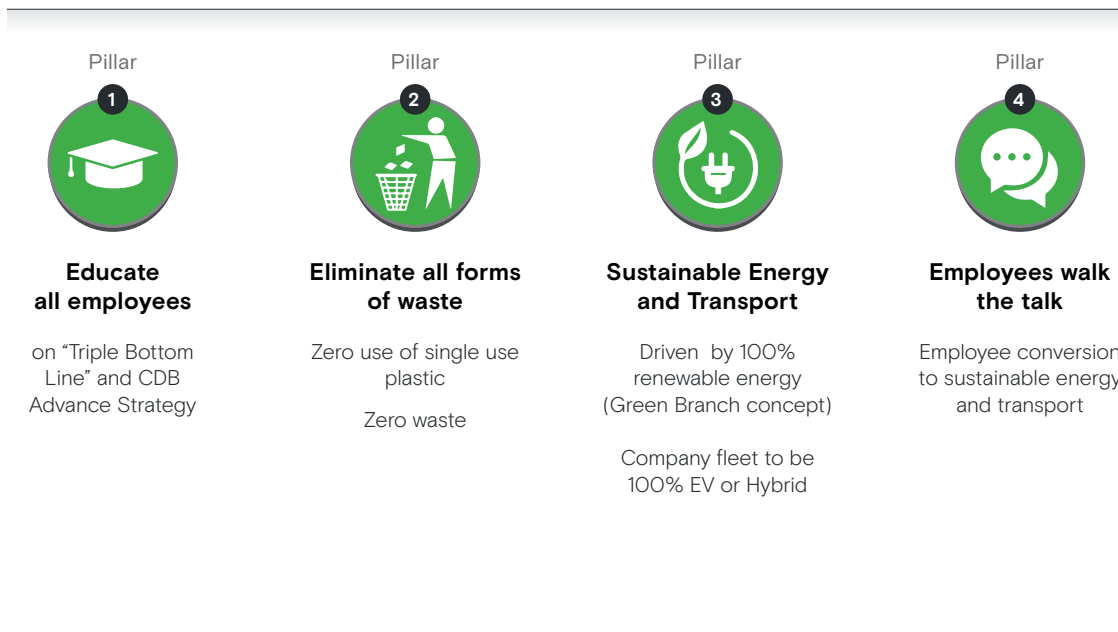 Pillar
1
Educate
all employees
on “Triple Bottom
Line” and CDB
Advance Strategy
Pillar
2
Eliminate all forms
of waste
Zero use of single use
plastic
Zero waste
Pillar
3
Sustainable Energy
and Transport
Driven by 100%
renewable energy
(Green Branch concept)
Company fleet to be
100% EV or Hybrid
Pillar
4
Employees walk
the talk
Employee conversion
to sustainable energy
and transport